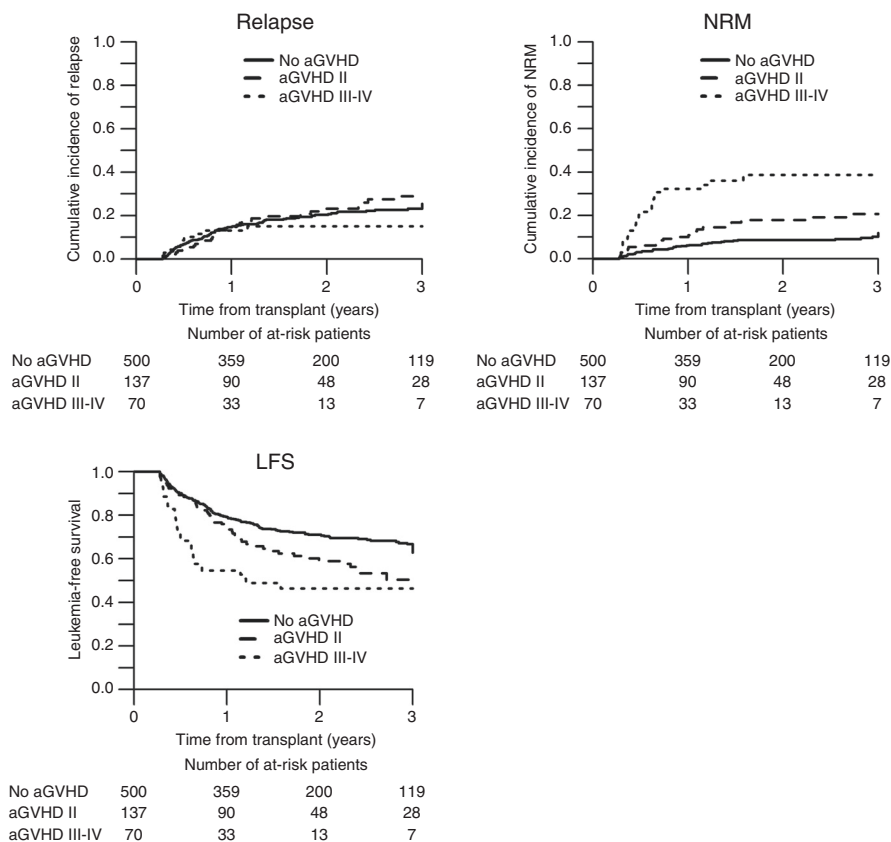 Relapse
Cumulative incidence of relapse
1.0
0.8
0.6
0.4
0.2
0.0
No aGVHD
aGVHD II
aGVHD III-IV
0 1 2 3
Time from transplant (years)
Number of at-risk patients
No aGVHD 500 359 200 119
aGVHD II 137 90 48 28
aGVHD III-IV 70 33 13 7
NRM
Cumulative incidence of NRM
1.0
0.8
0.6
0.4
0.2
0.0
No aGVHD
aGVHD II
aGVHD III-IV
0 1 2 3
Time from transplant (years)
Number of at-risk patients
No aGVHD 500 359 200 119
aGVHD II 137 90 48 28
aGVHD III-IV 70 33 13 7
LFS
Leukemia-free survival
1.0
0.8
0.6
0.4
0.2
0.0
No aGVHD
aGVHD II
aGVHD III-IV
0 1 2 3
Time from transplant (years)
Number of at-risk patients
No aGVHD 500 359 200 119
aGVHD II 137 90 48 28
aGVHD III-IV 70 33 13 7